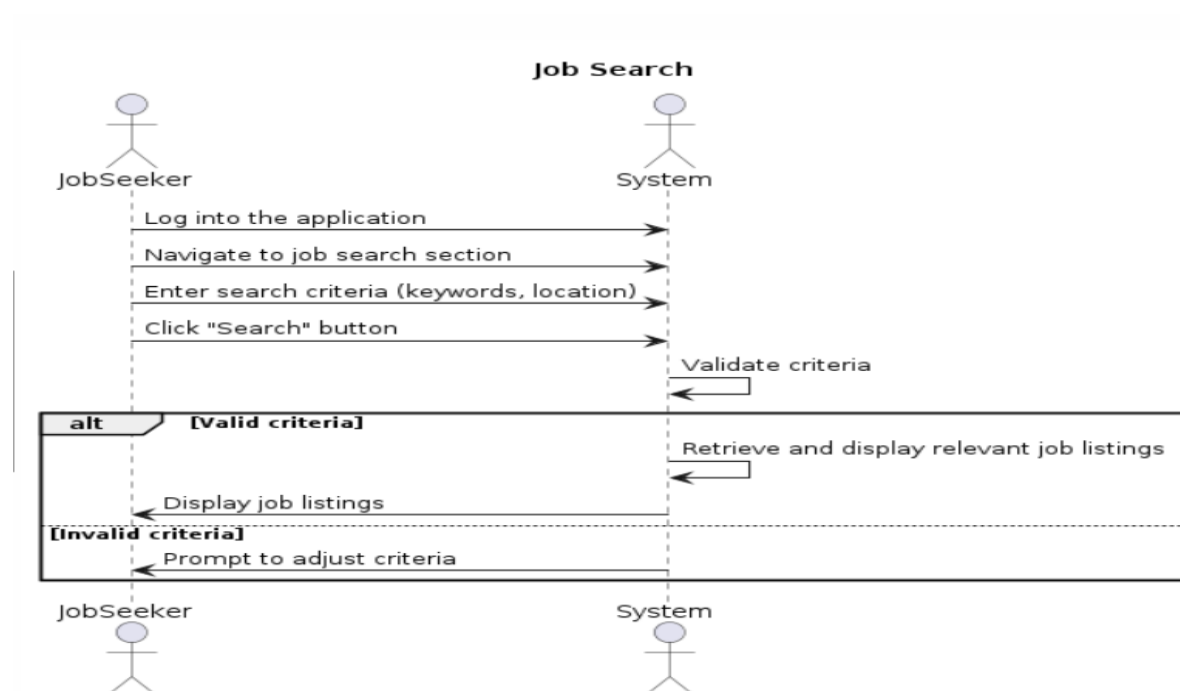 Job Search
JobSeeker
System
Log into the application
Navigate to job search section
Enter search criteria (keywords, location)
Click "Search" button
Validate criteria
alt
[Valid criteria]
Retrieve and display relevant job listings
Display job listings
[Invalid criteria]
Prompt to adjust criteria
JobSeeker
System